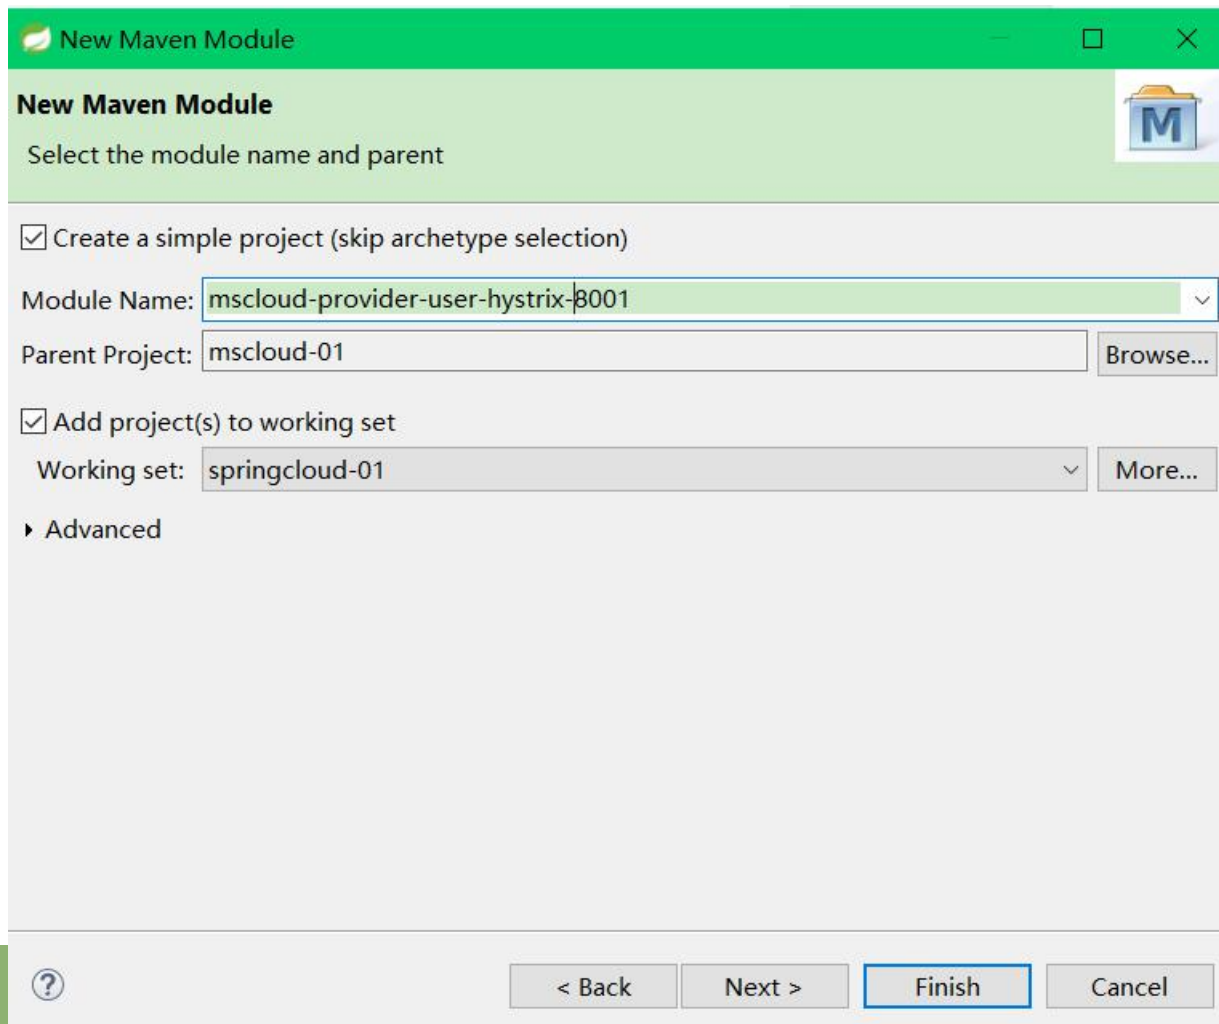 New Maven Module
New Maven Module
M
Select the module name and parent
Create a simple project (skip archetype selection)
Module Name: mscloud-provider-user-hystrix-8001
Parent Project: mscloud-01 Browse...
Add project(s) to working set
Working set: springcloud-01 More...
Advanced
? < Back Next > Finish Cancel